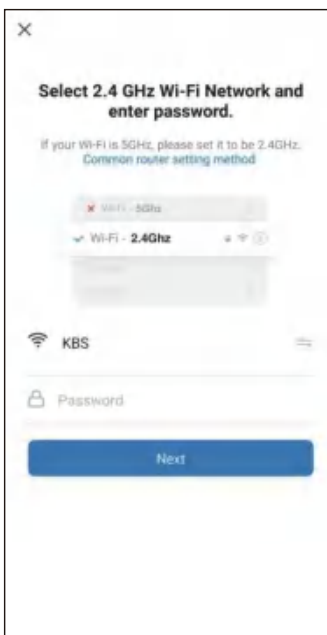 Select 2.4 GHz Wi-Fi Network and
enter password.
If your Wi-Fi is 5GHz, please set it to be 2.4GHz.
Common router setting method
Wi-Fi - 5Ghz
Wi-Fi - 2.4Ghz
KBS
Password
Next